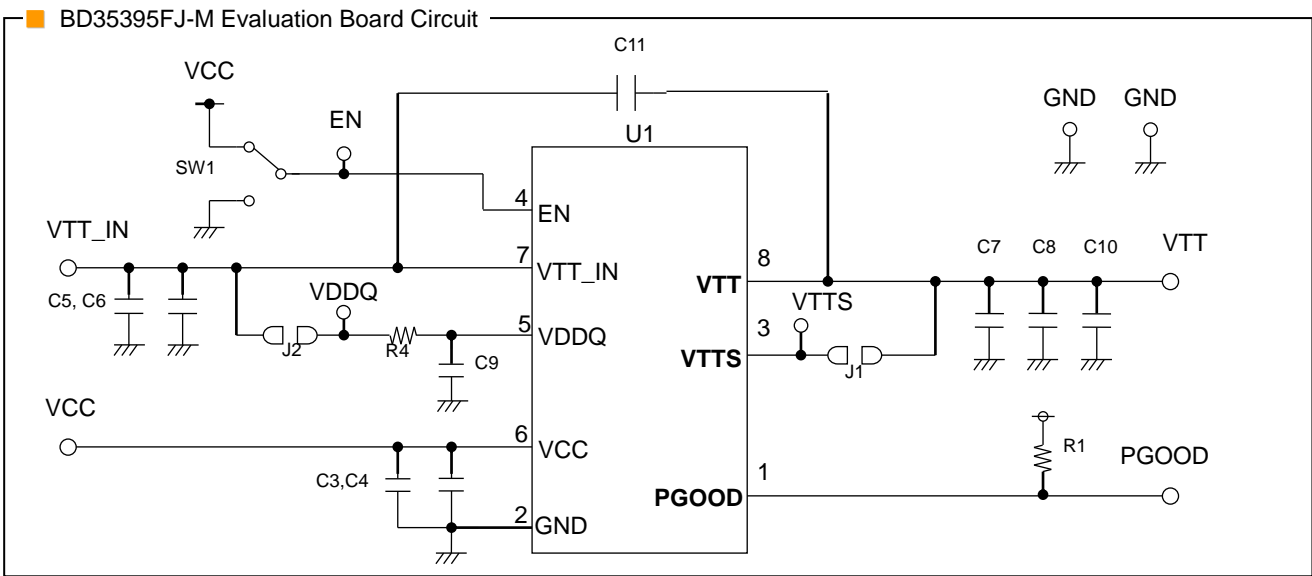 BD35395FJ-M Evaluation Board Circuit
C11
VCC
GND GND
EN
U1
SW1
4
EN
VTT_IN
7
VTT_IN
8
VTT
C7 C8 C10 VTT
C5, C6
VDDQ
VTTS
5
VDDQ
3
VTTS
J2
R4
C9
J1
VCC
6
VCC
R1
PGOOD
C3,C4
1
PGOOD
2
GND